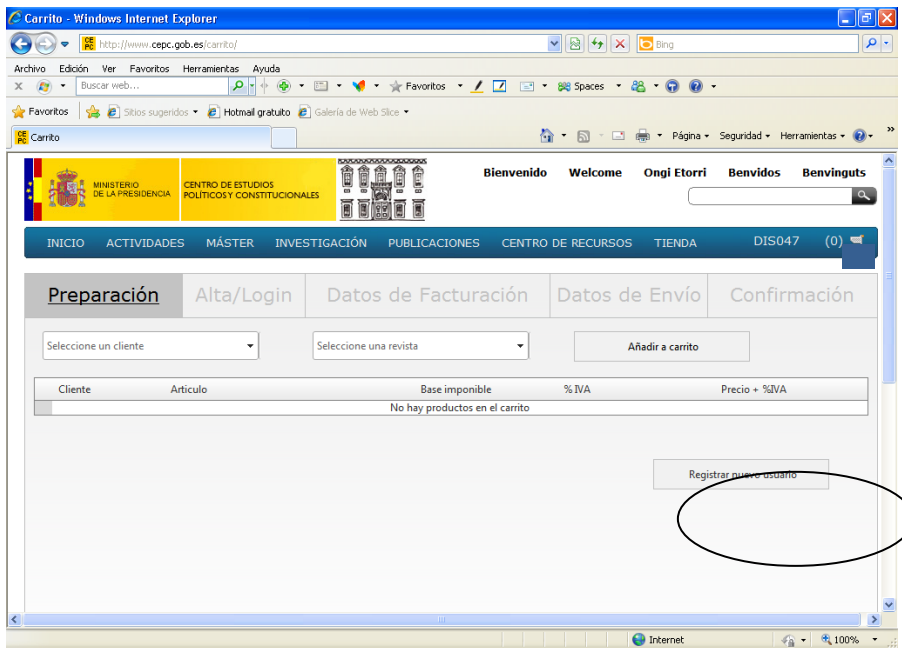 Carrito - Windows Internet Explorer
CE PC http://www.cepc.gob.es/carrito/ Bing
Archivo Edición Ver Favoritos Herramientas Ayuda
X Buscar web... Favoritos Spaces
Favoritos Sitios sugeridos Hotmail gratuito Galería de Web Slice
CE PC Carrito Página Seguridad Herramientas »
MINISTERIO
DE LA PRESIDENCIA
CENTRO DE ESTUDIOS
POLÍTICOS Y CONSTITUCIONALES
Bienvenido Welcome Ongi Etorri Benvidos Benvinguts
INICIO ACTIVIDADES MÁSTER INVESTIGACIÓN PUBLICACIONES CENTRO DE RECURSOS TIENDA DIS047 (0)
Preparación Alta/Login Datos de Facturación Datos de Envío Confirmación
Seleccione un cliente Seleccione una revista Añadir a carrito
Cliente Articulo Base imponible % IVA Precio + %IVA
No hay productos en el carrito
Registrar nuevo usuario
Internet 100%